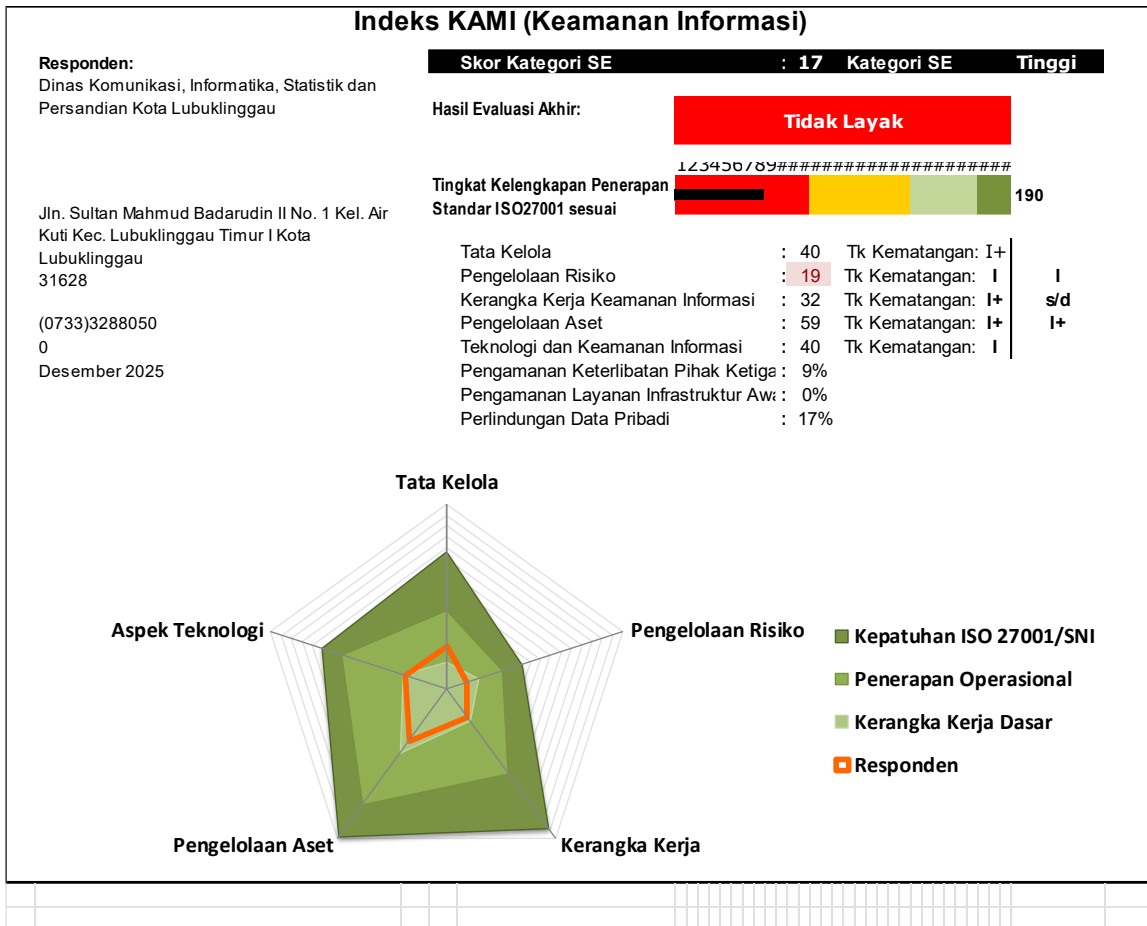 Indeks KAMI (Keamanan Informasi)
Responden:
Dinas Komunikasi, Informatika, Statistik dan
Persandian Kota Lubuklinggau
Jln. Sultan Mahmud Badarudin II No. 1 Kel. Air
Kuti Kec. Lubuklinggau Timur I Kota
Lubuklinggau
31628
(0733)3288050
0
Desember 2025
Skor Kategori SE : 17 Kategori SE Tinggi
Hasil Evaluasi Akhir:
Tidak Layak
123456789#####################
Tingkat Kelengkapan Penerapan
Standar ISO27001 sesuai
190
Tata Kelola : 40 Tk Kematangan: I+
Pengelolaan Risiko : 19 Tk Kematangan: I I
Kerangka Kerja Keamanan Informasi : 32 Tk Kematangan: I+ s/d
Pengelolaan Aset : 59 Tk Kematangan: I+ I+
Teknologi dan Keamanan Informasi : 40 Tk Kematangan: I
Pengamanan Keterlibatan Pihak Ketiga : 9%
Pengamanan Layanan Infrastruktur Awa : 0%
Perlindungan Data Pribadi : 17%
Tata Kelola
Aspek Teknologi
Pengelolaan Risiko
Pengelolaan Aset
Kerangka Kerja
Kepatuhan ISO 27001/SNI
Penerapan Operasional
Kerangka Kerja Dasar
Responden